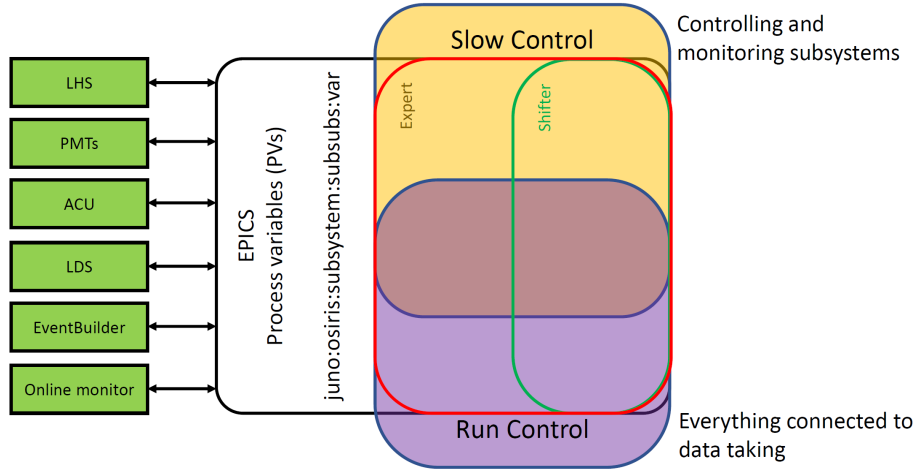 Slow Control
Controlling and
monitoring subsystems
LHS
PMTs
ACU
LDS
EventBuilder
Online monitor
EPICS
Process variables (PVs)
juno:osiris:subsystem:subsubs:var
Expert
Shifter
Run Control
Everything connected to
data taking